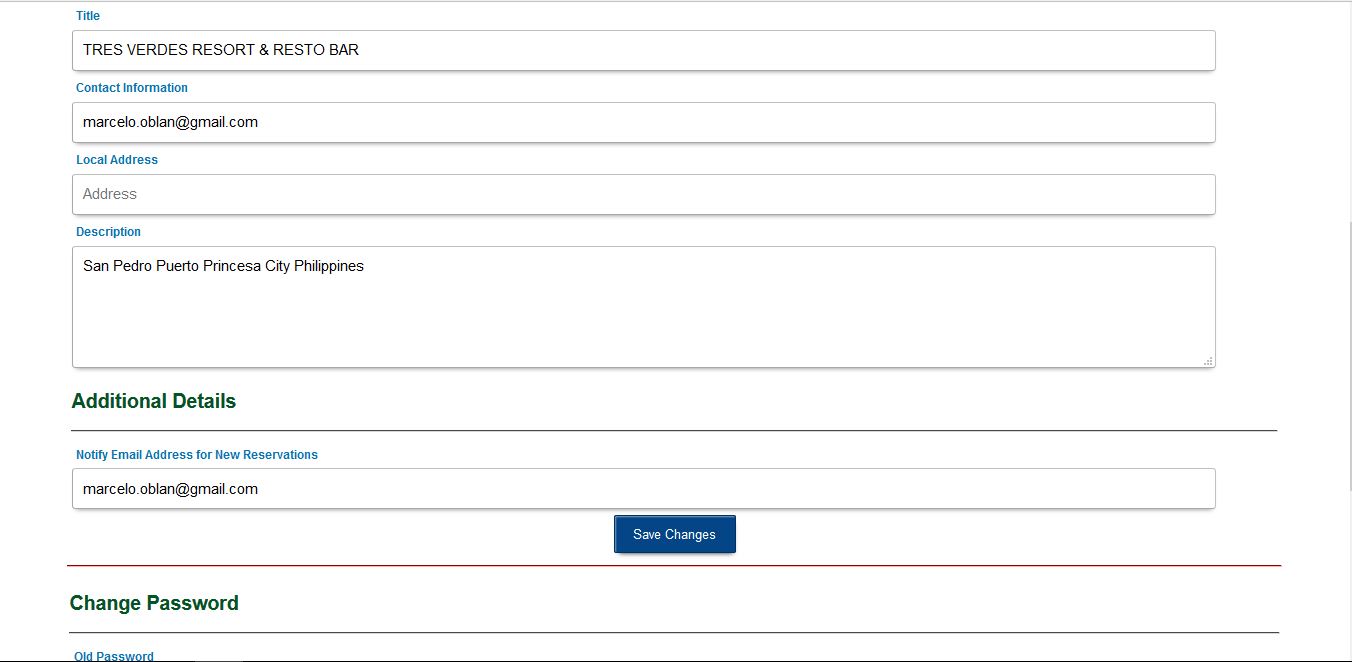 Title
TRES VERDES RESORT & RESTO BAR
Contact Information
marcelo.oblan@gmail.com
Local Address
Address
Description
San Pedro Puerto Princesa City Philippines
Additional Details
Notify Email Address for New Reservations
marcelo.oblan@gmail.com
Save Changes
Change Password
Old Password